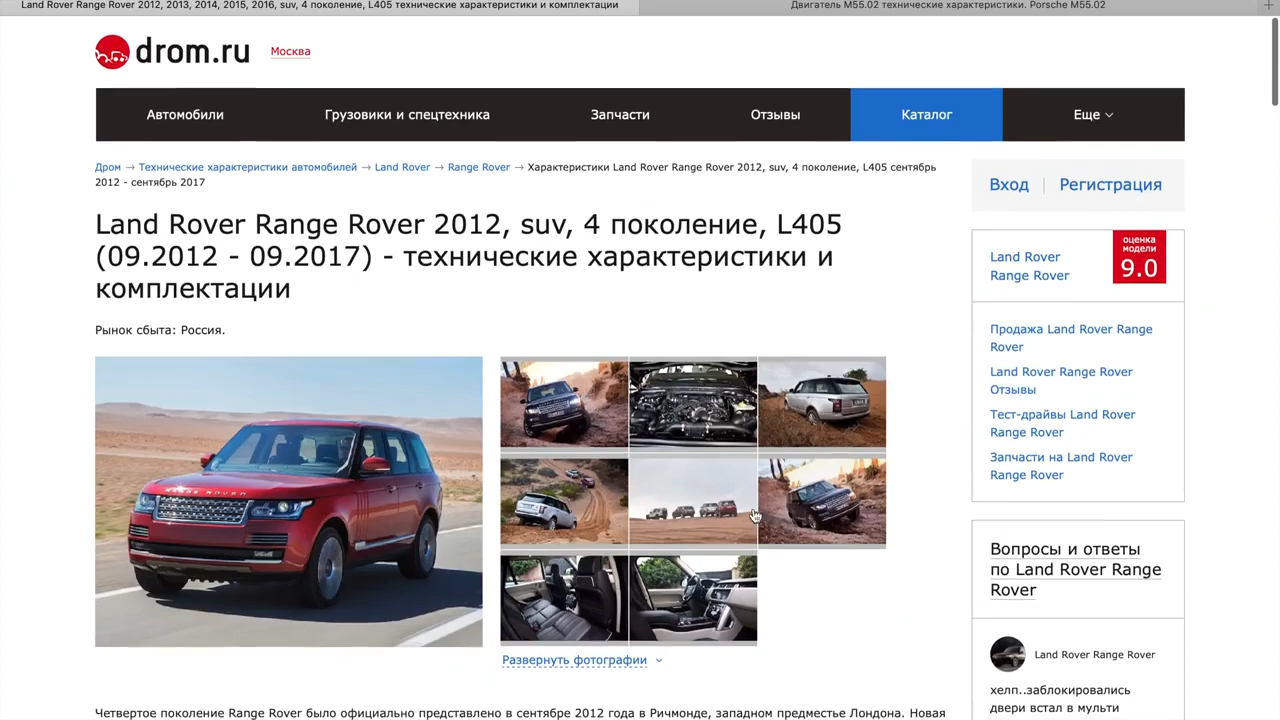 Land Rover Range Rover 2012, 2013, 2014, 2015, 2016, suv, 4 поколение, L405 технические характеристики и комплектации
Двигатель M55.02 технические характеристики. Porsche M55.02
drom.ru
Москва
Автомобили
Грузовики и спецтехника
Запчасти
Отзывы
Каталог
Еще
Дром → Технические характеристики автомобилей → Land Rover → Range Rover → Характеристики Land Rover Range Rover 2012, suv, 4 поколение, L405 сентябрь
2012 - сентябрь 2017
Land Rover Range Rover 2012, suv, 4 поколение, L405
(09.2012 - 09.2017) - технические характеристики и
комплектации
Рынок сбыта: Россия.
Развернуть фотографии
Четвертое поколение Range Rover было официально представлено в сентябре 2012 года в Ричмонде, западном предместье Лондона. Новая
Вход
Регистрация
Land Rover
Range Rover
оценка
модели
9.0
Продажа Land Rover Range
Rover
Land Rover Range Rover
Отзывы
Тест-драйвы Land Rover
Range Rover
Запчасти на Land Rover
Range Rover
Вопросы и ответы
по Land Rover Range
Rover
Land Rover Range Rover
хелп..заблокировались
двери встал в мульти